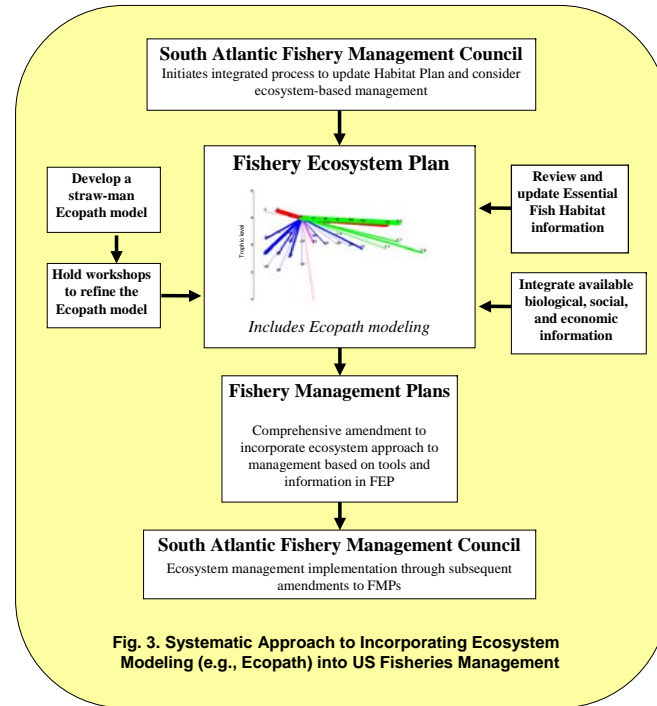 South Atlantic Fishery Management Council
Initiates integrated process to update Habitat Plan and consider
ecosystem-based management
Develop a
straw-man
Ecopath model
Hold workshops
to refine the
Ecopath model
Fishery Ecosystem Plan
Trophic level
Includes Ecopath modeling
Review and
update Essential
Fish Habitat
information
Integrate available
biological, social,
and economic
information
Fishery Management Plans
Comprehensive amendment to
incorporate ecosystem approach to
management based on tools and
information in FEP
South Atlantic Fishery Management Council
Ecosystem management implementation through subsequent
amendments to FMPs
Fig. 3. Systematic Approach to Incorporating Ecosystem
Modeling (e.g., Ecopath) into US Fisheries Management